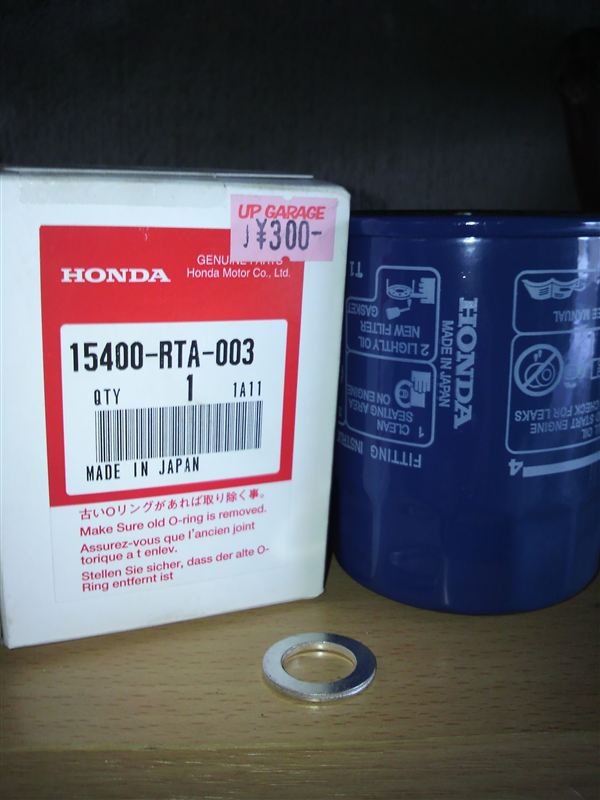 UP GARAGE
¥300-
GENUINE PARTS
HONDA
Honda Motor Co., Ltd.
15400-RTA-003
QTY 1 1A11
MADE IN JAPAN
古いOリングがあれば取り除く事。
Make Sure old O-ring is removed.
Assurez-vous que l'ancien joint
torique a t enlev.
Stellen Sie sicher, dass der alte O-
Ring entfernt ist
HONDA
MADE IN JAPAN
FITTING
1 CLEAN
SEATING AREA
ON ENGINE
2 LIGHTLY OIL
NEW FILTER
GASKET
4
START ENGINE
CHECK FOR LEAKS
OIL
MANUAL